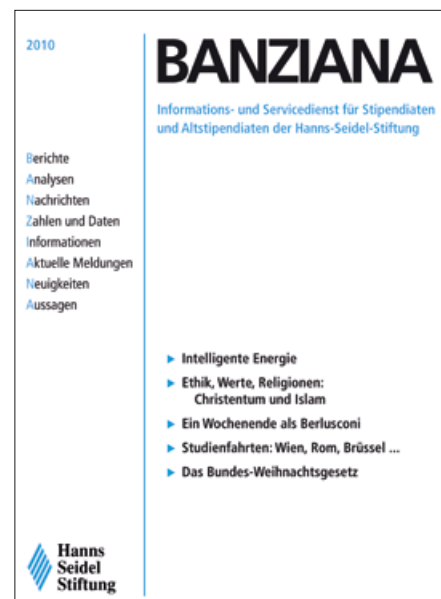 2010
BANZIANA
Informations- und Servicedienst für Stipendiaten
und Altstipendiaten der Hanns-Seidel-Stiftung
Berichte
Analysen
Nachrichten
Zahlen und Daten
Informationen
Aktuelle Meldungen
Neuigkeiten
Aussagen
► Intelligente Energie
► Ethik, Werte, Religionen:
Christentum und Islam
► Ein Wochenende als Berlusconi
► Studienfahrten: Wien, Rom, Brüssel ...
► Das Bundes-Weihnachtsgesetz
Hanns
Seidel
Stiftung